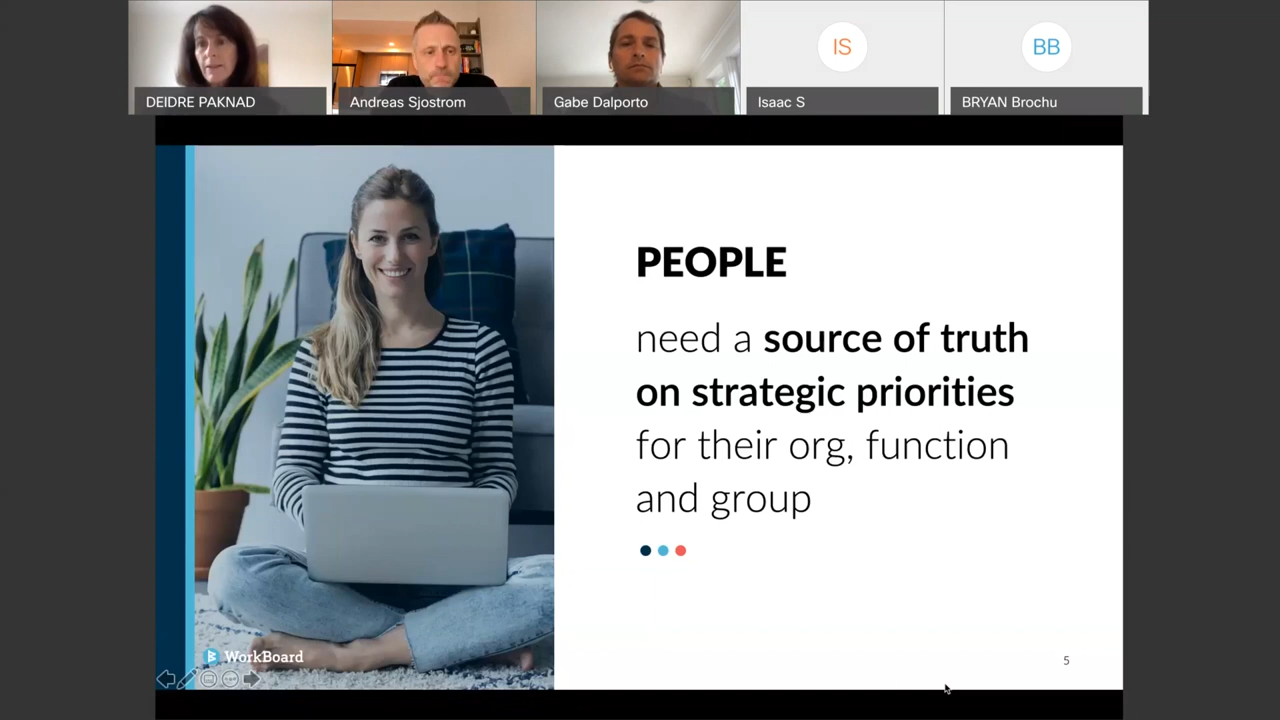 DEIDRE PAKNAD
Andreas Sjostrom
Gabe Dalporto
IS
Isaac S
BB
BRYAN Brochu
PEOPLE
need a source of truth
on strategic priorities
for their org, function
and group
WorkBoard
5